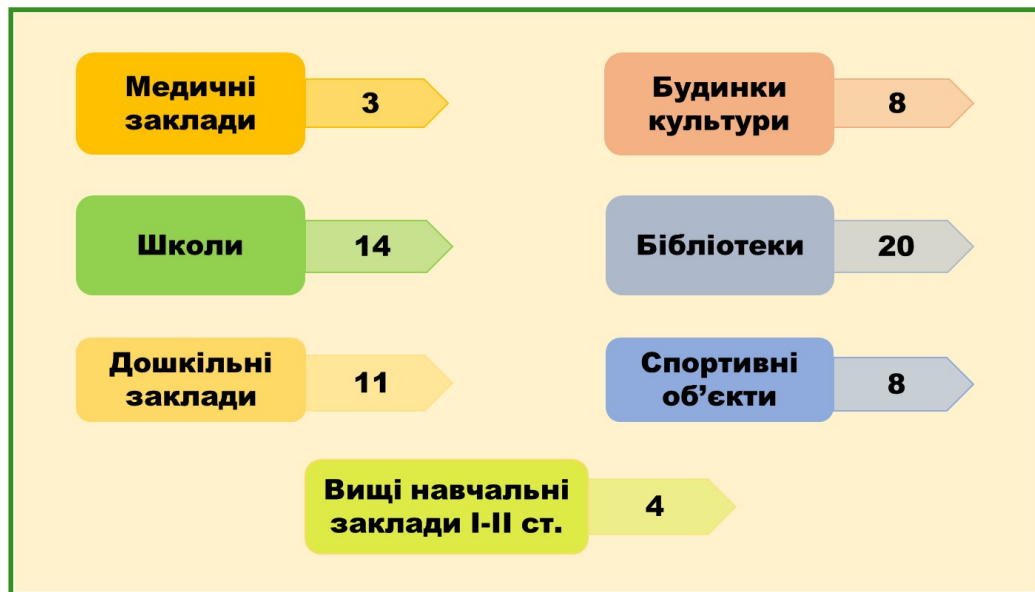 Медичні
заклади
3
Будинки
культури
8
Школи
14
Бібліотеки
20
Дошкільні
заклади
11
Спортивні
об’єкти
8
Вищі навчальні
заклади І-ІІ ст.
4